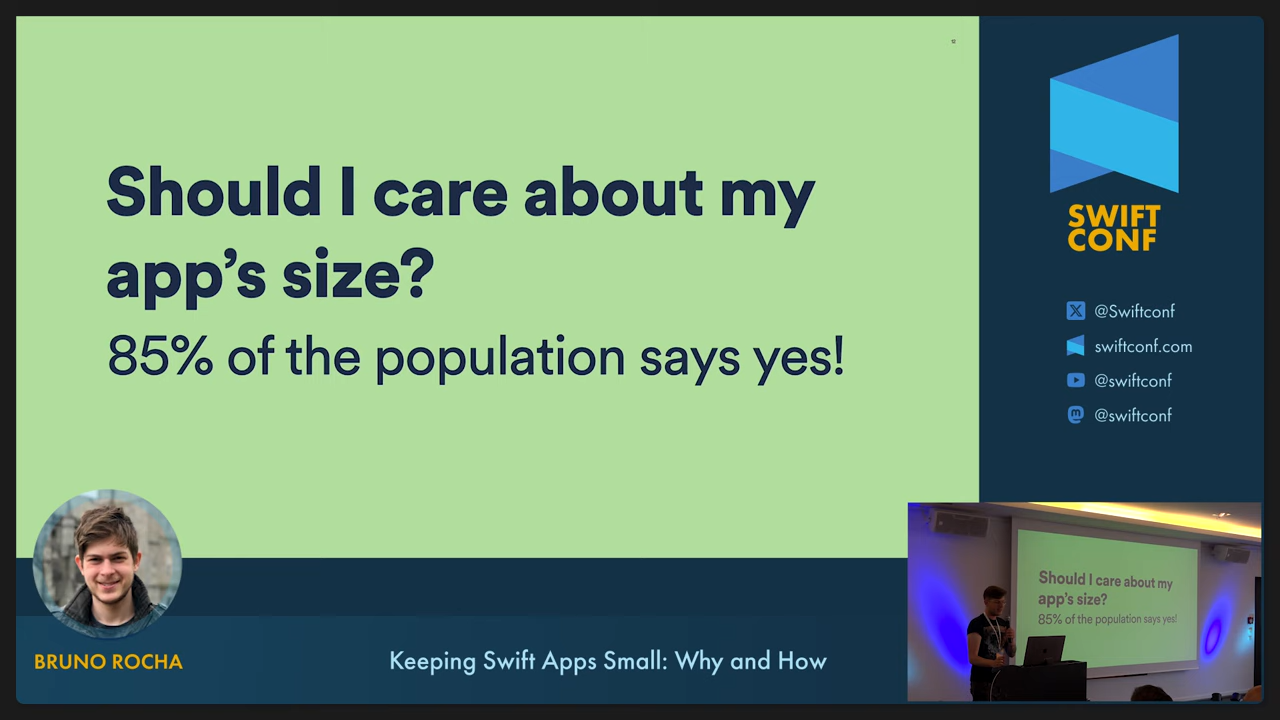 Should I care about my
app’s size?
85% of the population says yes!
SWIFT
CONF
@Swiftconf
swiftconf.com
@swiftconf
@swiftconf
BRUNO ROCHA
Keeping Swift Apps Small: Why and How
Should I care about my
app’s size?
85% of the population says yes!